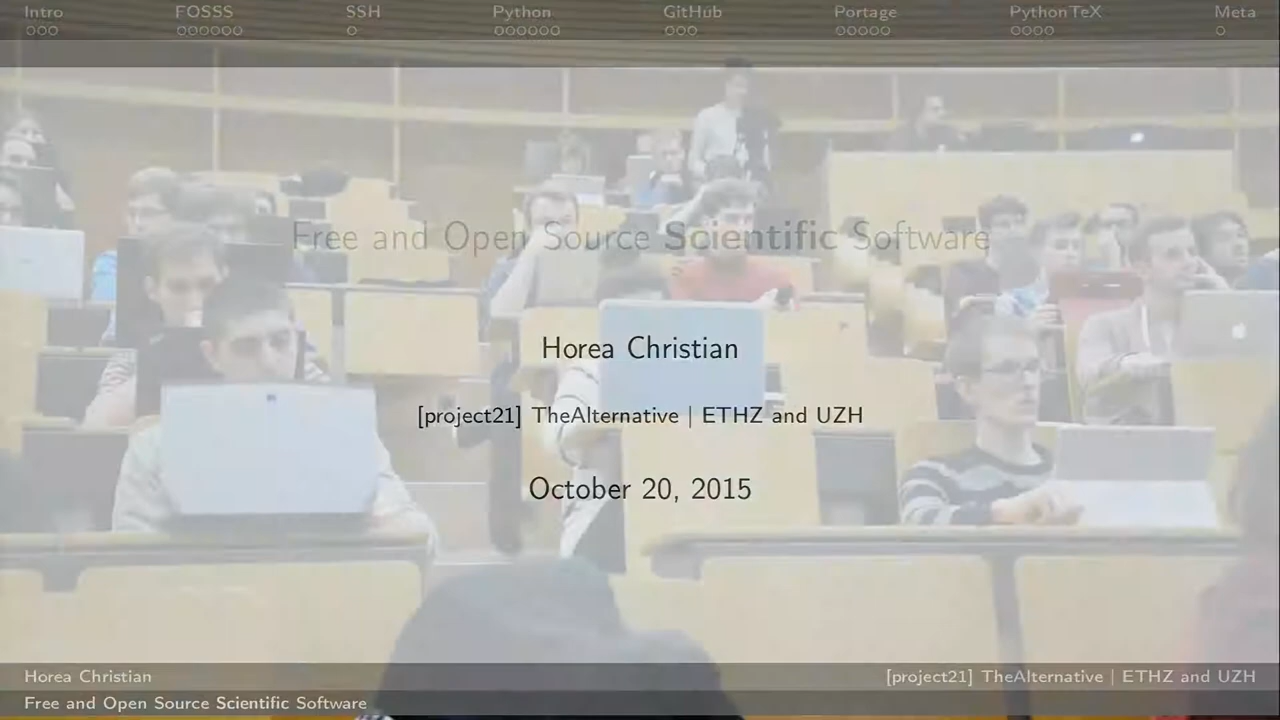 Intro FOSSS SSH Python GitHub Portage PythonTeX Meta
Free and Open Source Scientific Software
Horea Christian
[project21] TheAlternative | ETHZ and UZH
October 20, 2015
Horea Christian [project21] TheAlternative | ETHZ and UZH
Free and Open Source Scientific Software